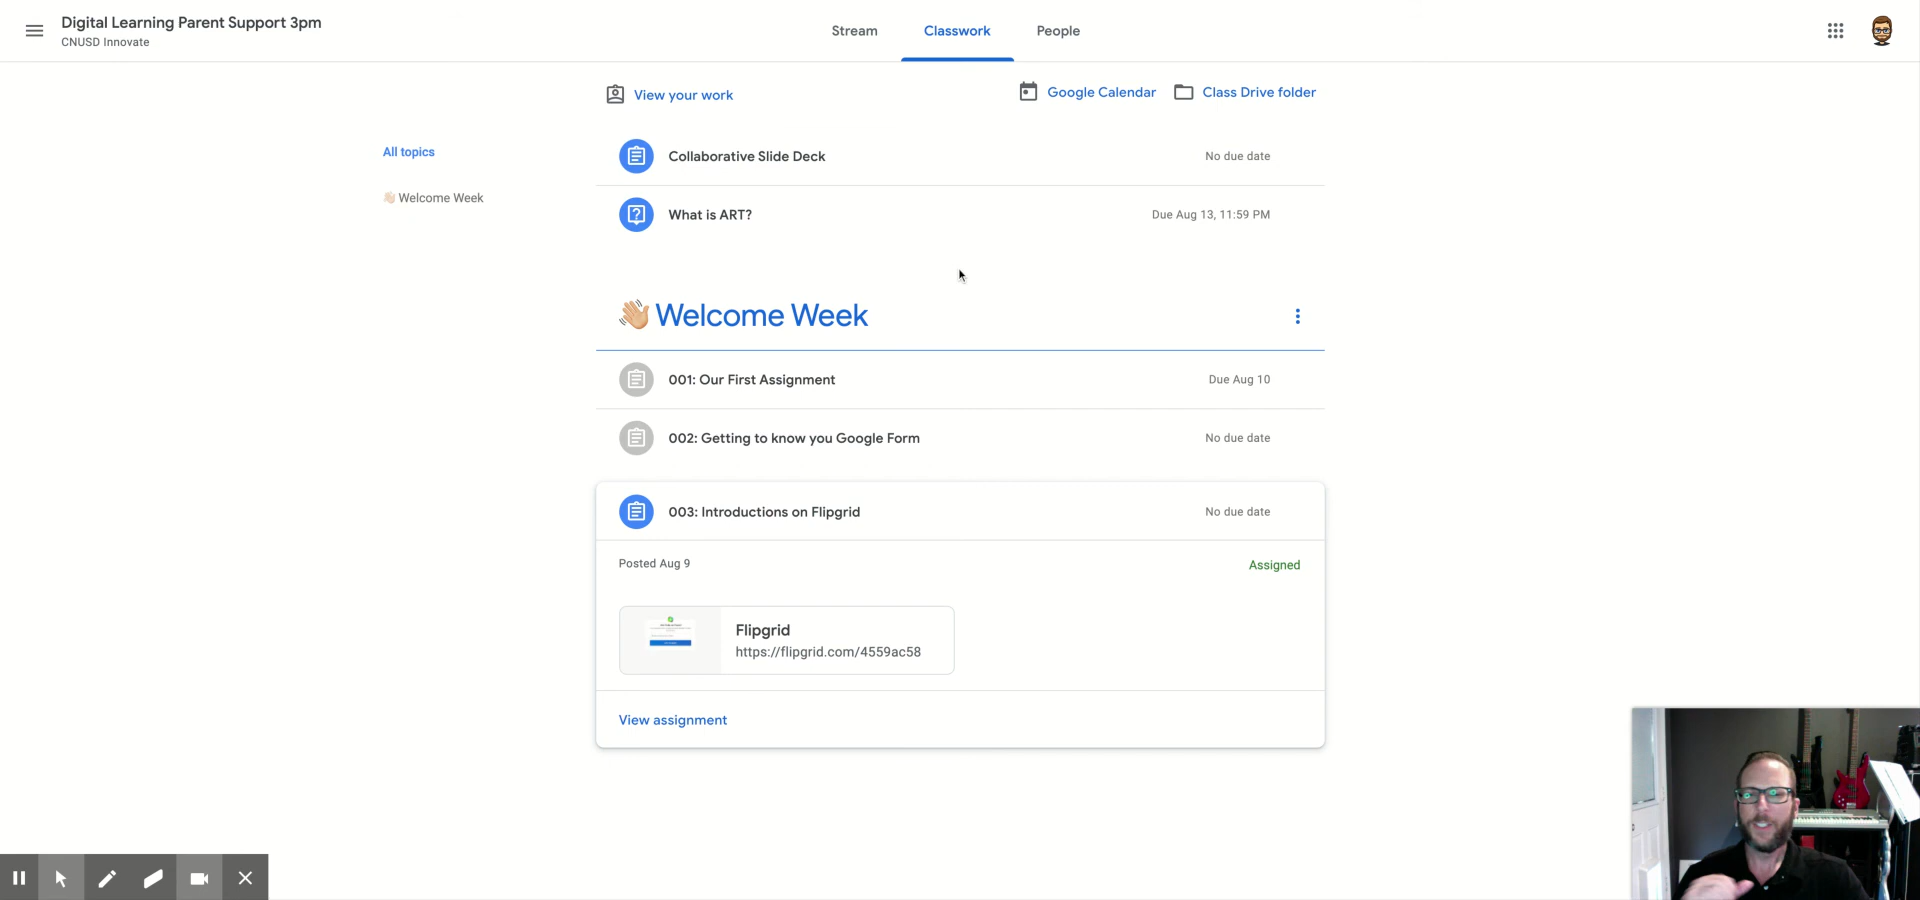 Digital Learning Parent Support 3pm
CNUSD Innovate
Stream
Classwork
People
View your work
Google Calendar
Class Drive folder
All topics
👋🏻 Welcome Week
Collaborative Slide Deck
No due date
What is ART?
Due Aug 13, 11:59 PM
👋🏼 Welcome Week
001: Our First Assignment
Due Aug 10
002: Getting to know you Google Form
No due date
003: Introductions on Flipgrid
No due date
Posted Aug 9
Assigned
Flipgrid
https://flipgrid.com/4559ac58
View assignment